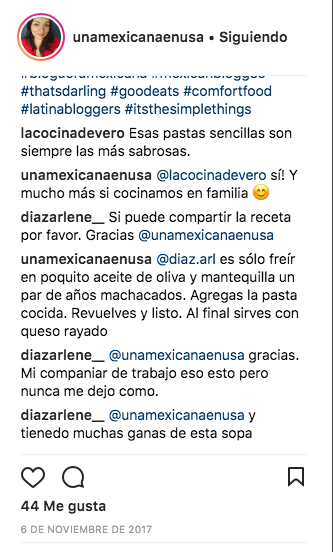 unamexicanaenusa • Siguiendo
#thatsdarling #goodeats #comfortfood
#latinabloggers #itsthesimplethings
lacocinadevero Esas pastas sencillas son
siempre las más sabrosas.
unamexicanaenusa @lacocinadevero sí! Y
mucho más si cocinamos en familia 😊
diazarlene__ Si puede compartir la receta
por favor. Gracias @unamexicanaenusa
unamexicanaenusa @diaz.arl es sólo freír
en poquito aceite de oliva y mantequilla un
par de años machacados. Agregas la pasta
cocida. Revuelves y listo. Al final sirves con
queso rayado
diazarlene__ @unamexicanaenusa gracias.
Mi companiar de trabajo eso esto pero
nunca me dejo como.
diazarlene__ @unamexicanaenusa y
tienedo muchas ganas de esta sopa
44 Me gusta
6 DE NOVIEMBRE DE 2017